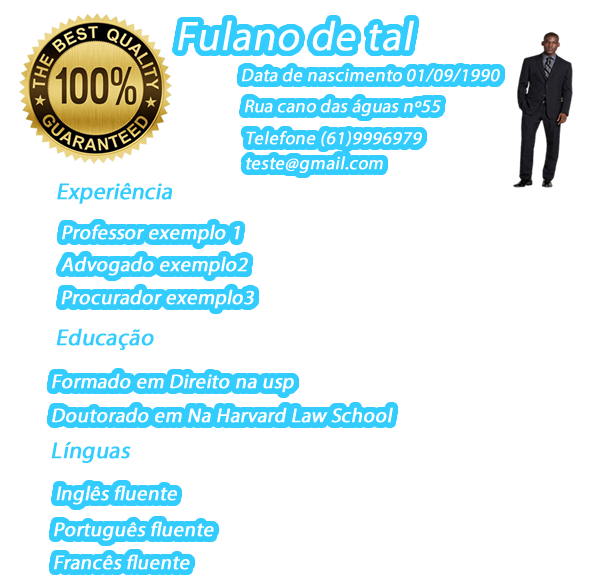 THE BEST QUALITY
100%
GUARANTEED
Fulano de tal
Data de nascimento 01/09/1990
Rua cano das águas nº55
Telefone (61)9996979
teste@gmail.com
Experiência
Professor exemplo 1
Advogado exemplo2
Procurador exemplo3
Educação
Formado em Direito na usp
Doutorado em Na Harvard Law School
Línguas
Inglês fluente
Português fluente
Francês fluente